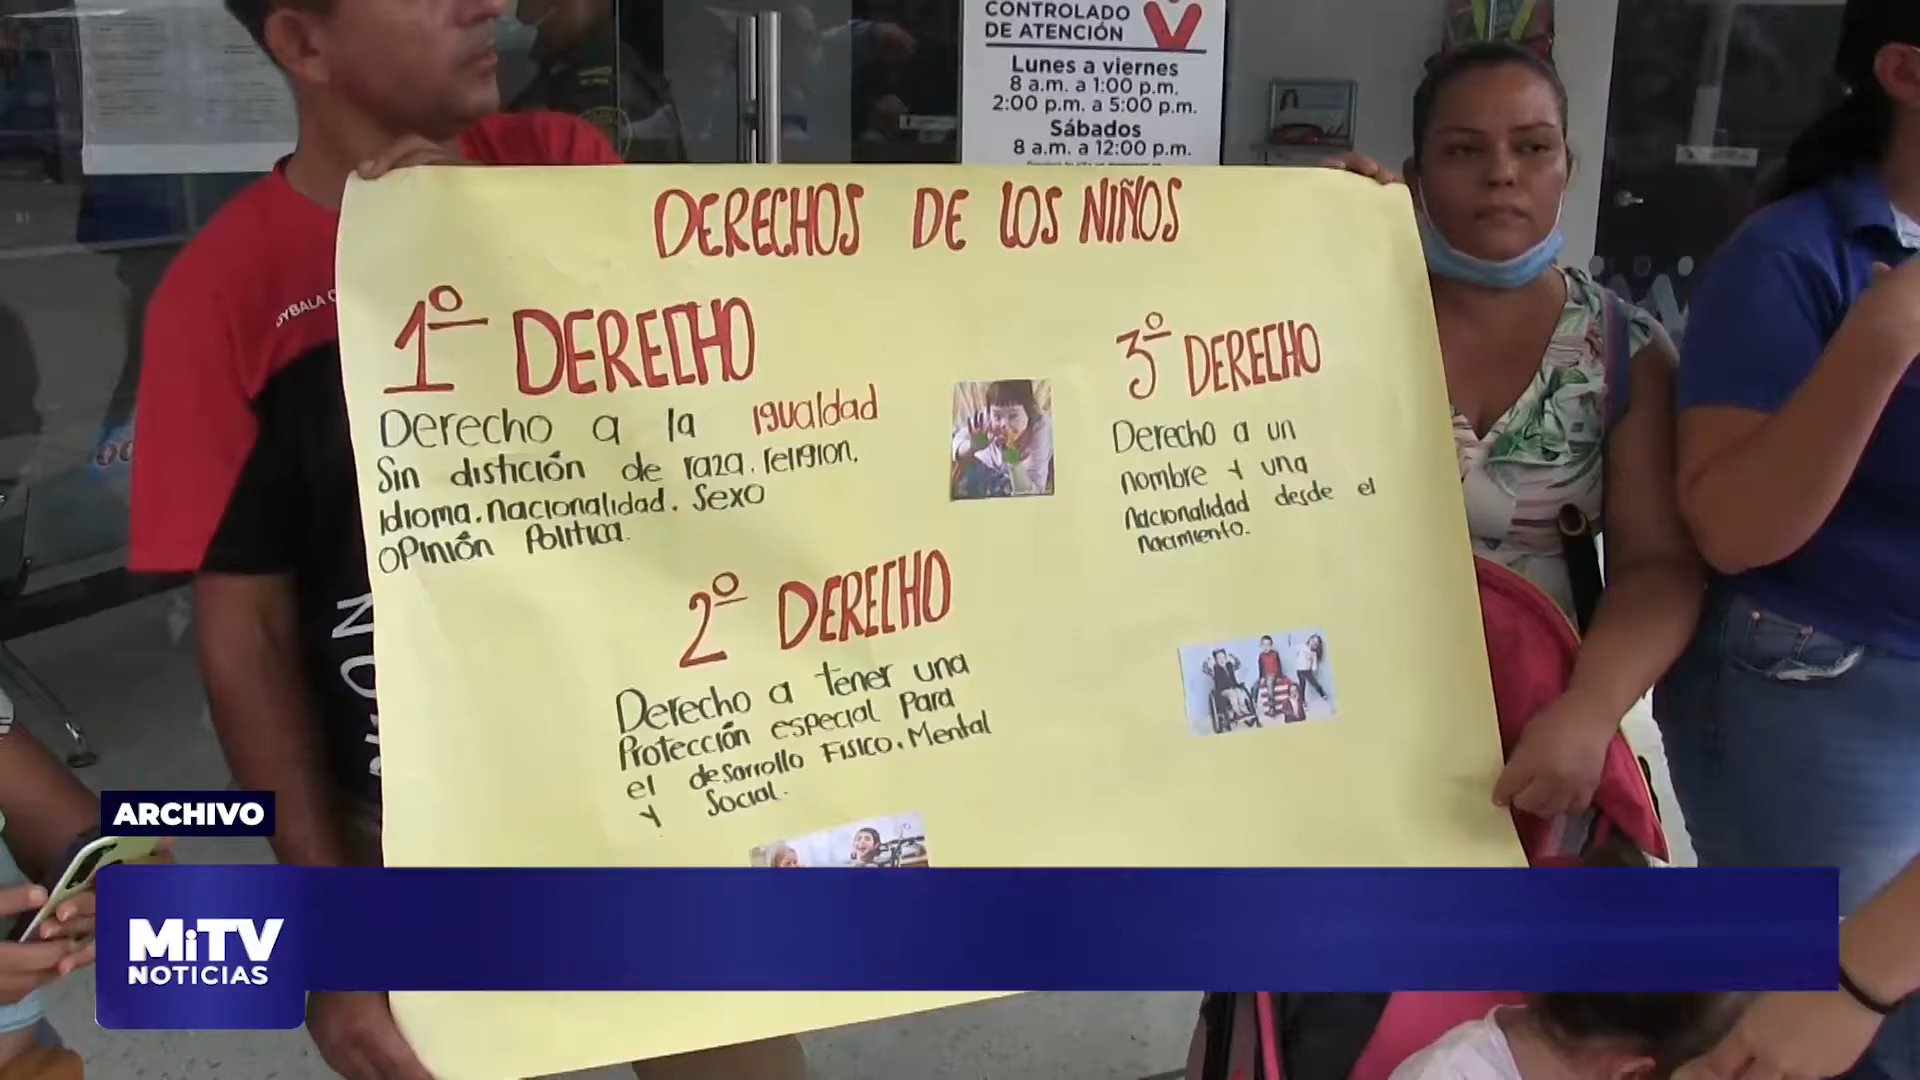 CONTROLADO
DE ATENCIÓN
Lunes a viernes
8 a.m. a 1:00 p.m.
2:00 p.m. a 5:00 p.m.
Sábados
8 a.m. a 12:00 p.m.
DERECHOS DE LOS NIÑOS
1º DERECHO
Derecho a la igualdad
Sin distición de raza. religion.
Idioma. nacionalidad. Sexo
Opinión Politica.
3º DERECHO
Derecho a un
nombre y una
Nacionalidad desde el
nacimiento.
2º DERECHO
Derecho a tener una
Protección especial Para
el desarrollo Fisico. Mental
y Social.
DYBALA
ARCHIVO
MiTV
NOTICIAS